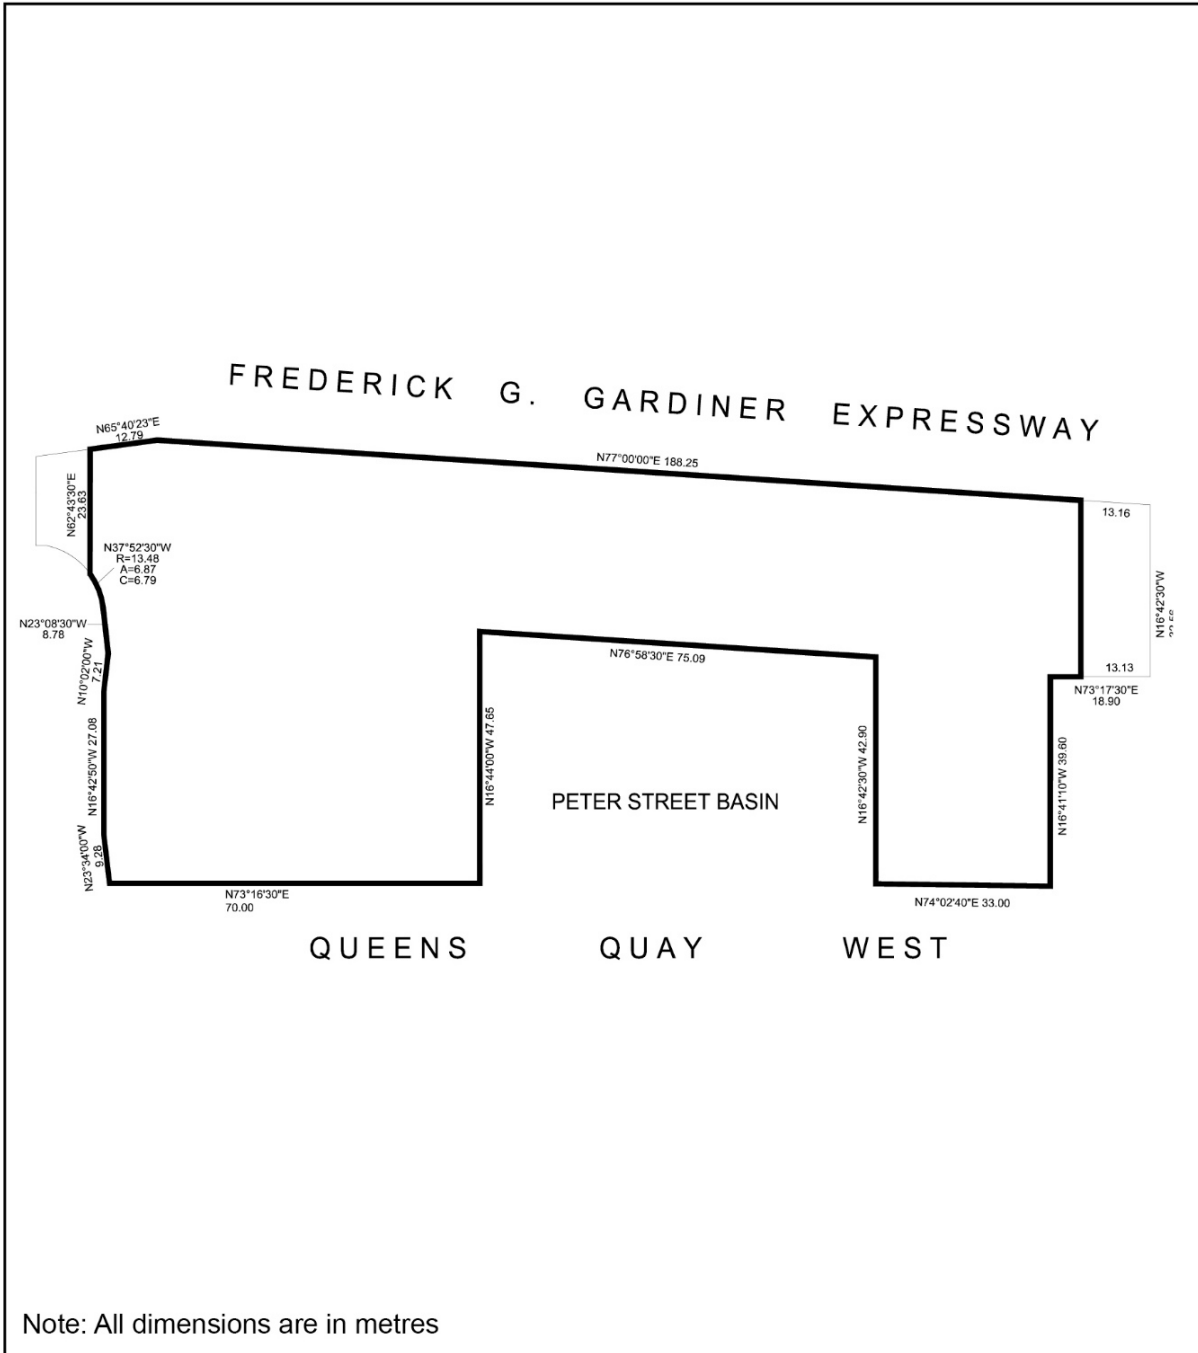 FREDERICK G. GARDINER EXPRESSWAY
N65°40'23"E
12.79
N77°00'00"E 188.25
13.16
N62°43'30"E
23.63
N37°52'30"W
R=13.48
A=6.87
C=6.79
N16°42'30"W
N23°08'30"W
8.78
N76°58'30"E 75.09
13.13
N10°02'00"W
7.21
N73°17'30"E
18.90
N16°42'50"W 27.08
N16°44'00"W 47.65
N16°42'30"W 42.90
N16°41'10"W 39.60
PETER STREET BASIN
N23°34'00"W
9.28
N73°16'30"E
70.00
N74°02'40"E 33.00
QUEENS QUAY WEST
Note: All dimensions are in metres